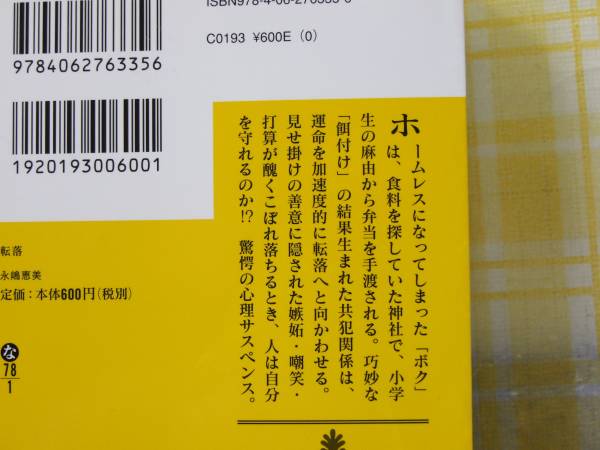 ISBN978-4-06-276335-6
C0193 ¥600E (0)
9784062763356
1920193006001
ホームレスになってしまった「ボク」
は、食料を探していた神社で、小学
生の麻由から弁当を手渡される。巧妙な
「餌付け」の結果生まれた共犯関係は、
運命を加速度的に転落へと向かわせる。
見せ掛けの善意に隠された嫉妬・嘲笑・
打算が醜くこぼれ落ちるとき、人は自分
を守れるのか!? 驚愕の心理サスペンス。
転落
永嶋恵美
定価:本体600円(税別)
な
78
1